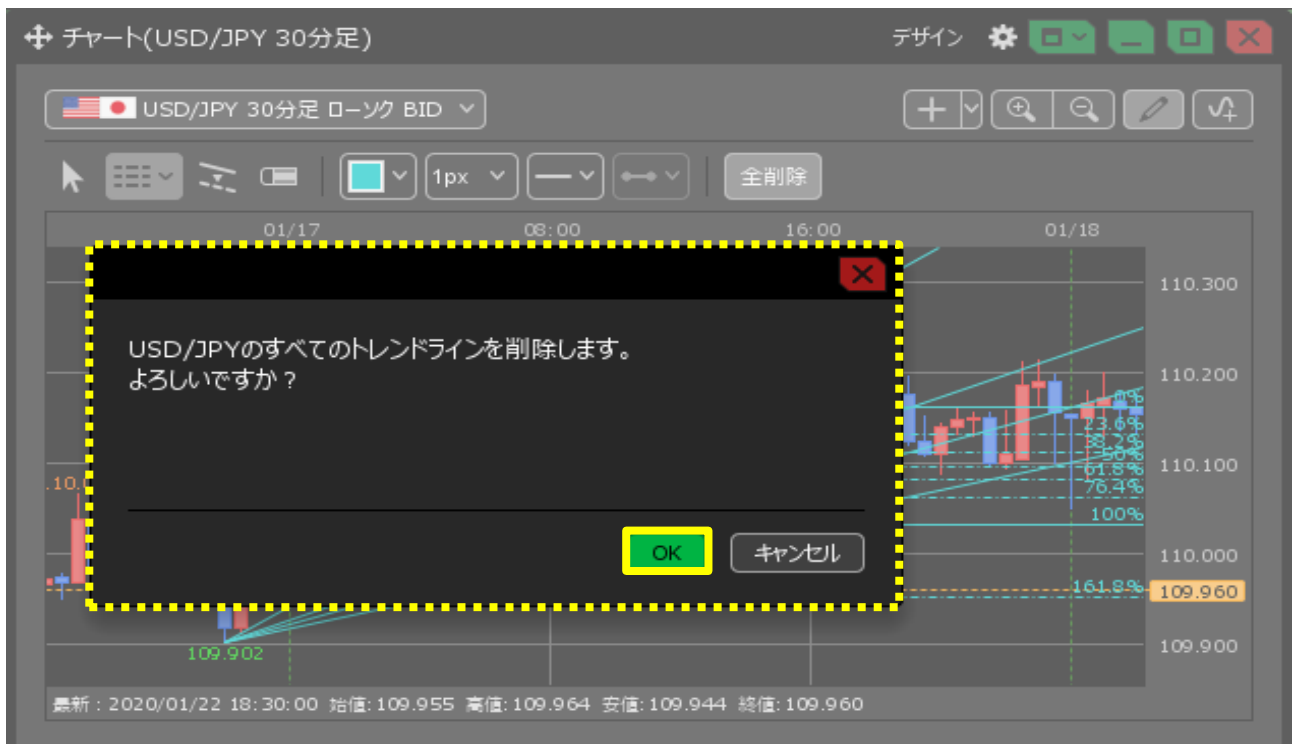 チャート(USD/JPY 30分足)
デザイン
USD/JPY 30分足 ローソク BID
1px
全削除
01/17 08:00 16:00 01/18
110.300
USD/JPYのすべてのトレンドラインを削除します。
よろしいですか？
110.200
0%
23.6%
38.2%
50%
110.100
61.8%
76.4%
100%
OK キャンセル
110.000
161.8%
109.960
109.902
109.900
最新：2020/01/22 18:30:00 始値:109.955 高値:109.964 安値:109.944 終値:109.960